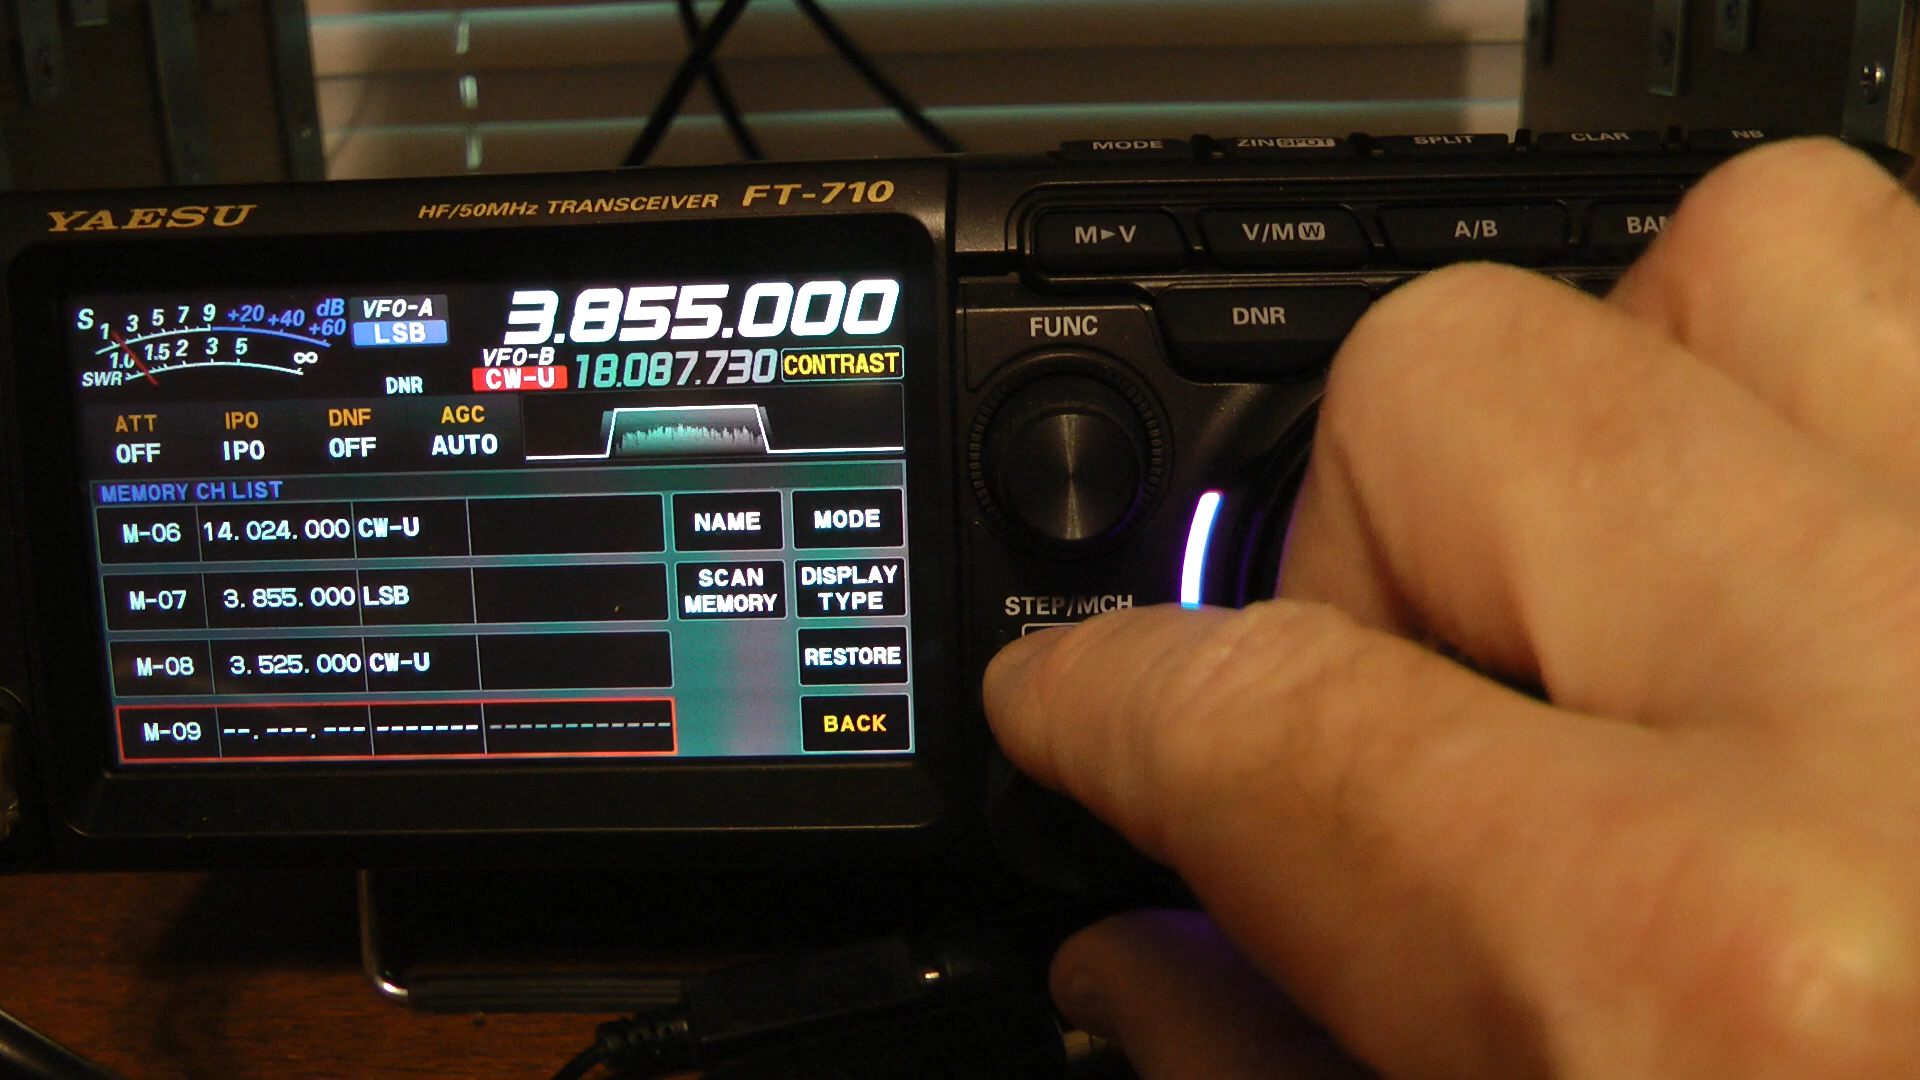 MODE ZIN SPOT SPLIT CLAR NB
YAESU HF/50MHz TRANSCEIVER FT-710
M►V V/M W A/B
DNR
FUNC
STEP/MCH
S 1 3 5 7 9 +20 +40 +60 dB
1.0 1.5 2 3 5 ∞
SWR
VFO-A
LSB
3.855.000
VFO-B
CW-U 18.087.730 CONTRAST
DNR
ATT IPO DNF AGC
OFF IPO OFF AUTO
MEMORY CH LIST
M-06 14.024.000 CW-U
M-07 3.855.000 LSB
M-08 3.525.000 CW-U
M-09 --.---.--- ------- --------------
NAME MODE
SCAN MEMORY
DISPLAY TYPE
RESTORE
BACK